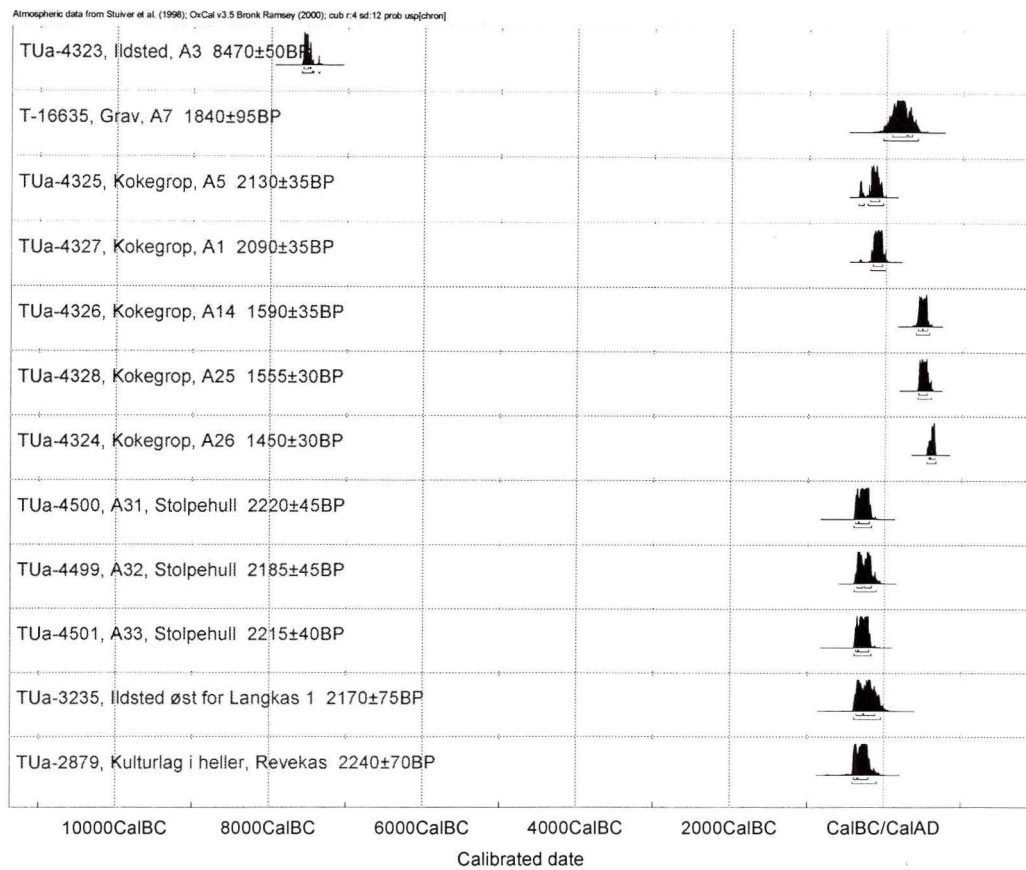 Atmospheric data from Stuiver et al. (1998); OxCal v3.5 Bronk Ramsey (2000); cub r:4 sd:12 prob usp[chron]
TUa-4323, Ildsted, A3 8470±50BP
T-16635, Grav, A7 1840±95BP
TUa-4325, Kokegrop, A5 2130±35BP
TUa-4327, Kokegrop, A1 2090±35BP
TUa-4326, Kokegrop, A14 1590±35BP
TUa-4328, Kokegrop, A25 1555±30BP
TUa-4324, Kokegrop, A26 1450±30BP
TUa-4500, A31, Stolpehull 2220±45BP
TUa-4499, A32, Stolpehull 2185±45BP
TUa-4501, A33, Stolpehull 2215±40BP
TUa-3235, Ildsted øst for Langkas 1 2170±75BP
TUa-2879, Kulturlag i heller, Revekas 2240±70BP
10000CalBC 8000CalBC 6000CalBC 4000CalBC 2000CalBC CalBC/CalAD
Calibrated date